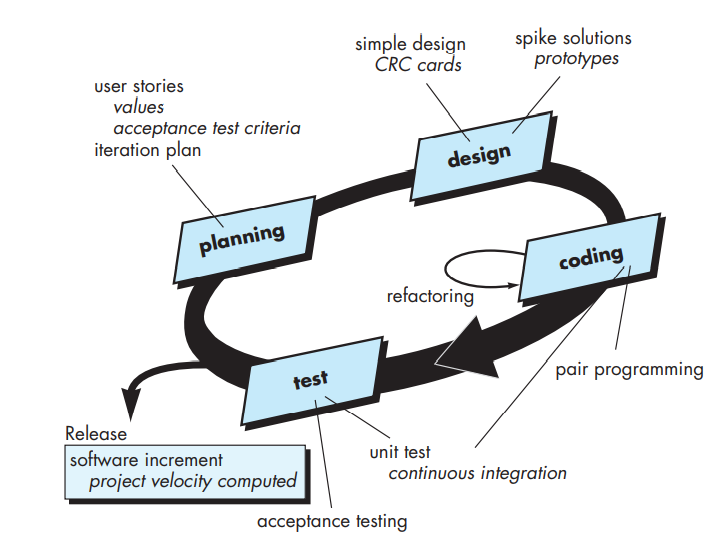 simple design
CRC cards
spike solutions
prototypes
user stories
values
acceptance test criteria
iteration plan
design
planning
coding
refactoring
test
pair programming
Release
software increment
project velocity computed
unit test
continuous integration
acceptance testing